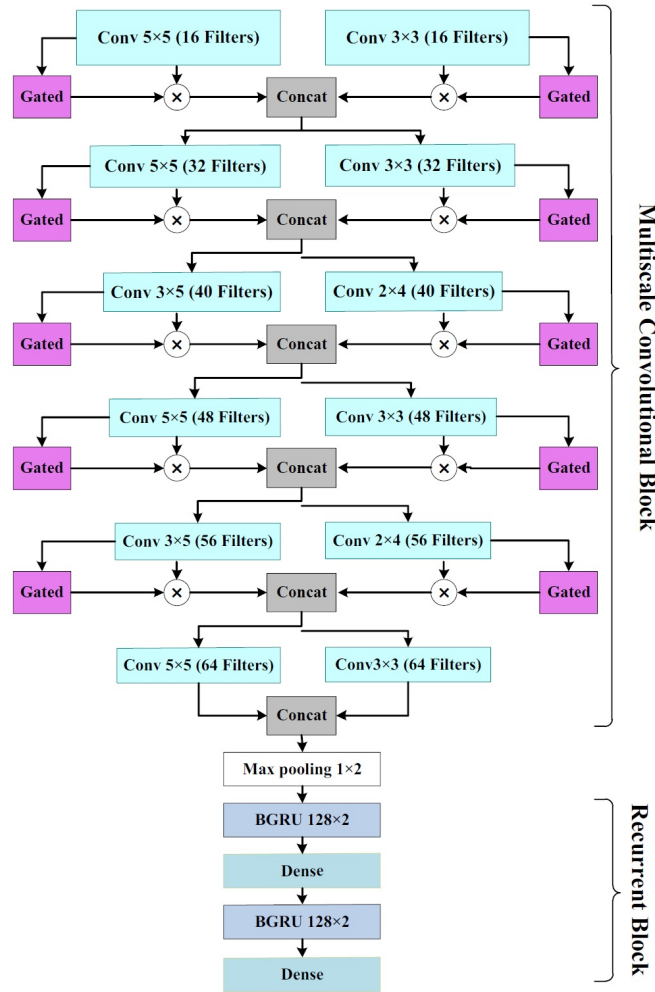 Conv 5×5 (16 Filters)
Conv 3×3 (16 Filters)
Gated
×
Concat
×
Gated
Conv 5×5 (32 Filters)
Conv 3×3 (32 Filters)
Gated
×
Concat
×
Gated
Conv 3×5 (40 Filters)
Conv 2×4 (40 Filters)
Gated
×
Concat
×
Gated
Conv 5×5 (48 Filters)
Conv 3×3 (48 Filters)
Gated
×
Concat
×
Gated
Conv 3×5 (56 Filters)
Conv 2×4 (56 Filters)
Gated
×
Concat
×
Gated
Conv 5×5 (64 Filters)
Conv3×3 (64 Filters)
Concat
Multiscale Convolutional Block
Max pooling 1×2
BGRU 128×2
Dense
BGRU 128×2
Dense
Recurrent Block